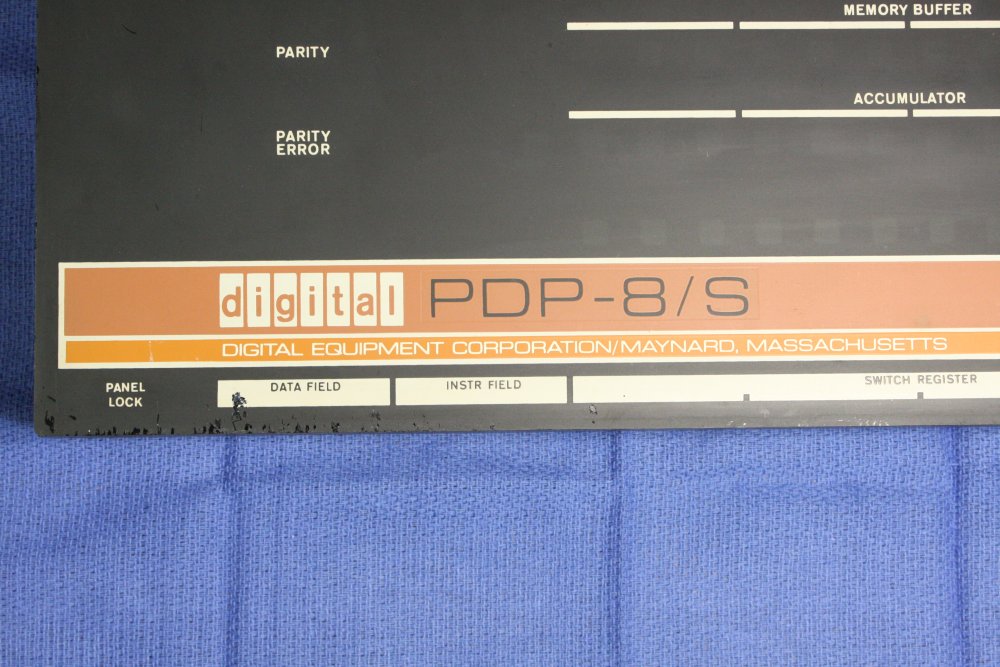 MEMORY BUFFER
PARITY
ACCUMULATOR
PARITY
ERROR
digital PDP-8/S
DIGITAL EQUIPMENT CORPORATION/MAYNARD, MASSACHUSETTS
PANEL
LOCK
DATA FIELD
INSTR FIELD
SWITCH REGISTER